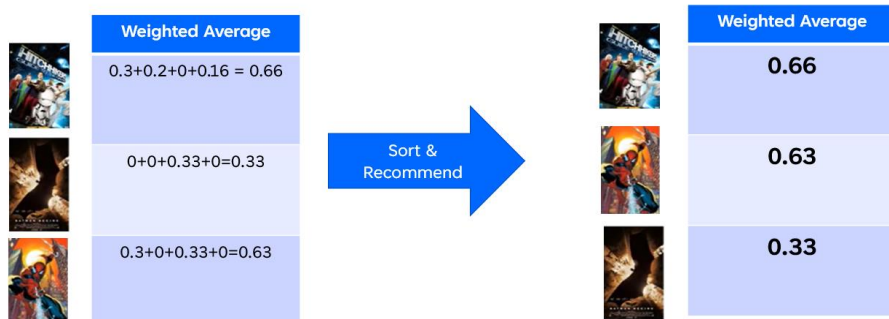 Weighted Average
0.3+0.2+0+0.16 = 0.66
0+0+0.33+0=0.33
0.3+0+0.33+0=0.63
Sort &
Recommend
Weighted Average
0.66
0.63
0.33